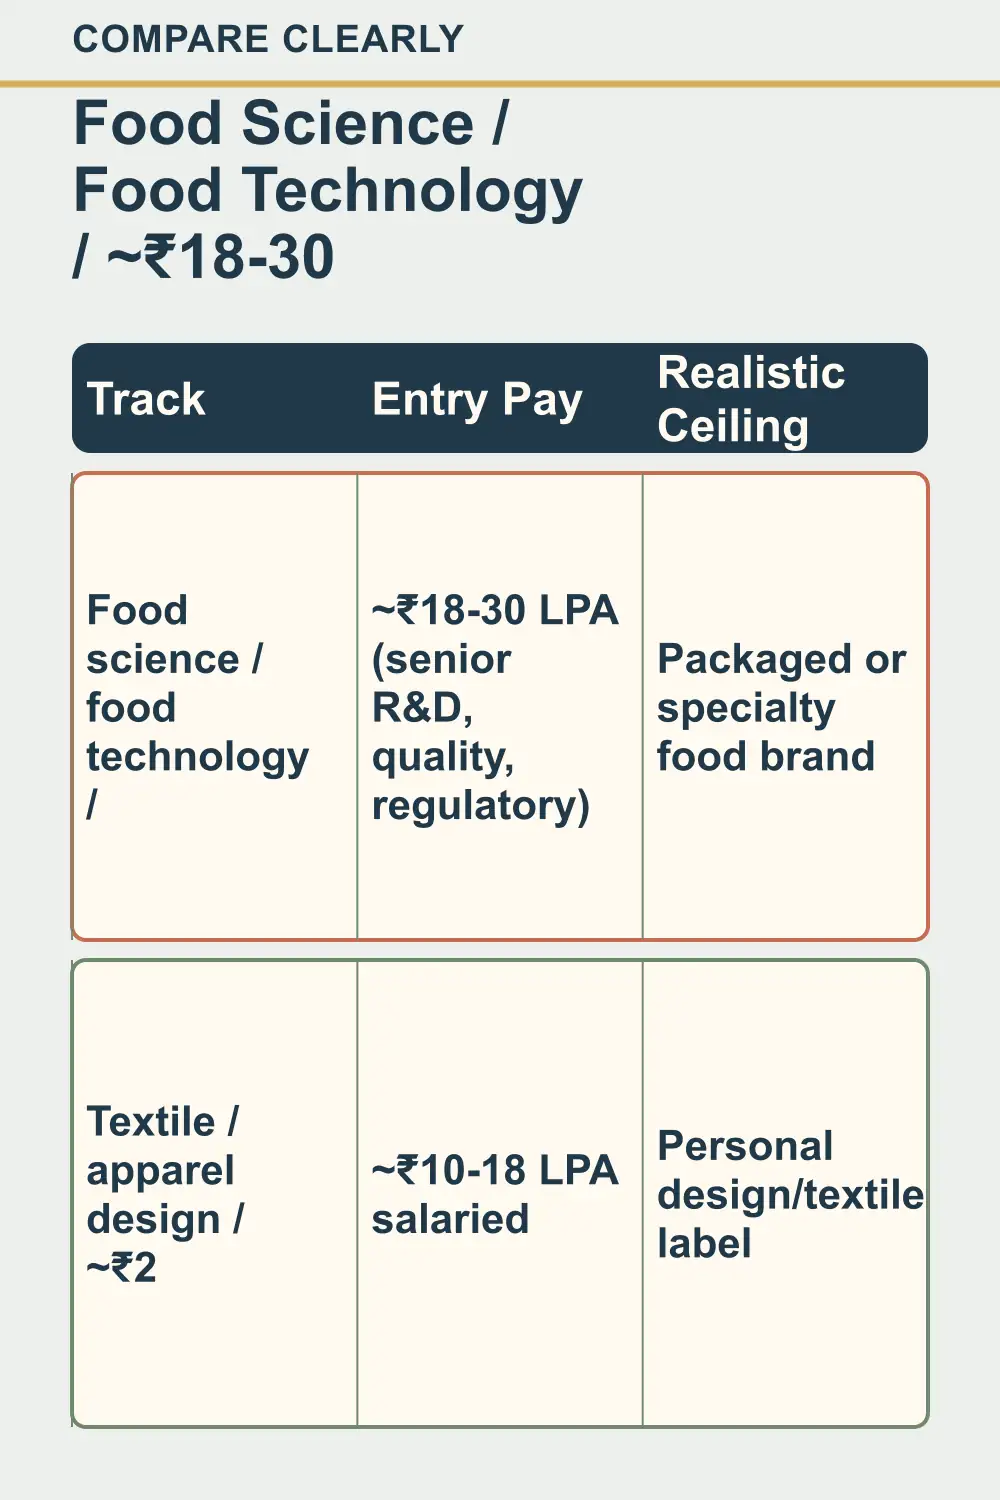 COMPARE CLEARLY
Food Science /
Food Technology
/ ~₹18-30
Track
Entry Pay
Realistic
Ceiling
Food
science /
food
technology
/
~₹18-30 LPA
(senior
R&D,
quality,
regulatory)
Packaged or
specialty
food brand
Textile /
apparel
design /
~₹2
~₹10-18 LPA
salaried
Personal
design/textile
label